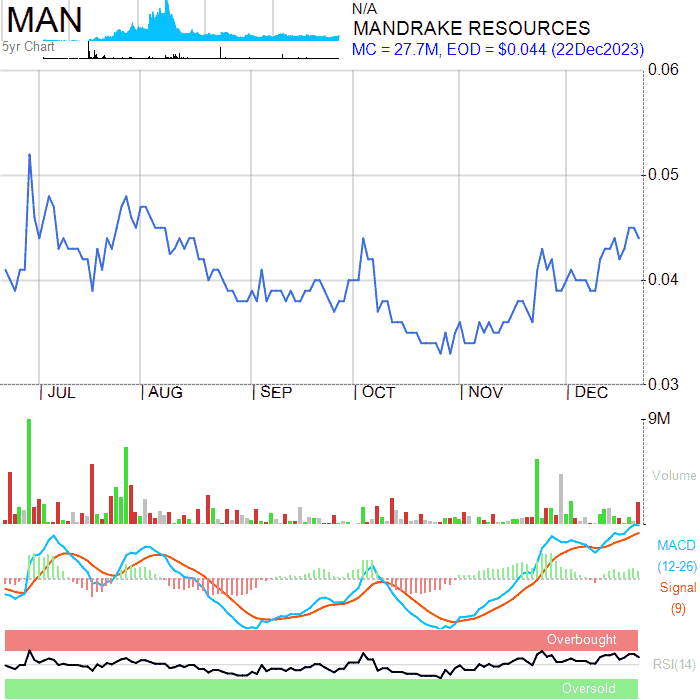 MAN
5yr Chart
N/A
MANDRAKE RESOURCES
MC = 27.7M, EOD = $0.044 (22Dec2023)
0.06
0.05
0.04
0.03
JUL AUG SEP OCT NOV DEC
9M
Volume
MACD
(12-26)
Signal
(9)
Overbought
RSI(14)
Oversold